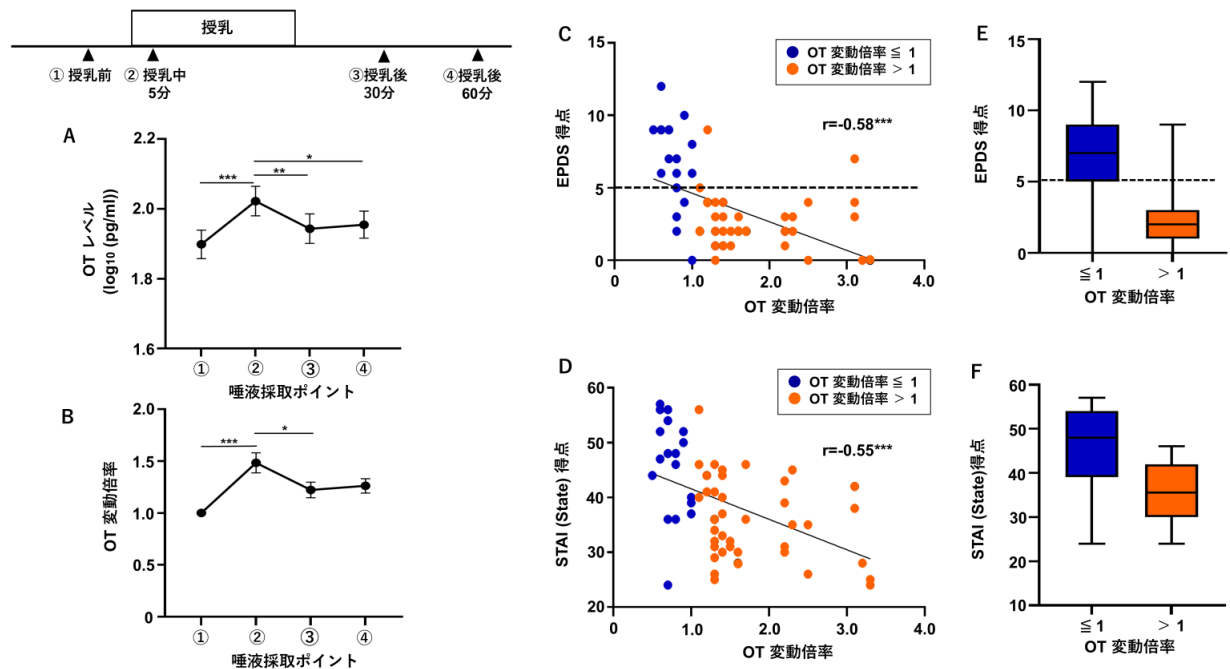 授乳
① 授乳前
② 授乳中
5分
③授乳後
30分
④授乳後
60分
A
OT レベル
(log10 (pg/ml))
2.2
2.0
1.8
1.6
***
**
*
① ② ③ ④
唾液採取ポイント
B
OT 変動倍率
2.0
1.5
1.0
0.5
0
***
*
① ② ③ ④
唾液採取ポイント
C
OT 変動倍率 ≦ 1
OT 変動倍率 > 1
r=-0.58***
EPDS 得点
15
10
5
0
0 1.0 2.0 3.0 4.0
OT 変動倍率
D
OT 変動倍率 ≦ 1
OT 変動倍率 > 1
r=-0.55***
STAI (State) 得点
60
50
40
30
20
0 1.0 2.0 3.0 4.0
OT 変動倍率
E
EPDS 得点
15
10
5
0
≦ 1 > 1
OT 変動倍率
F
STAI (State)得点
60
50
40
30
20
10
≦ 1 > 1
OT 変動倍率